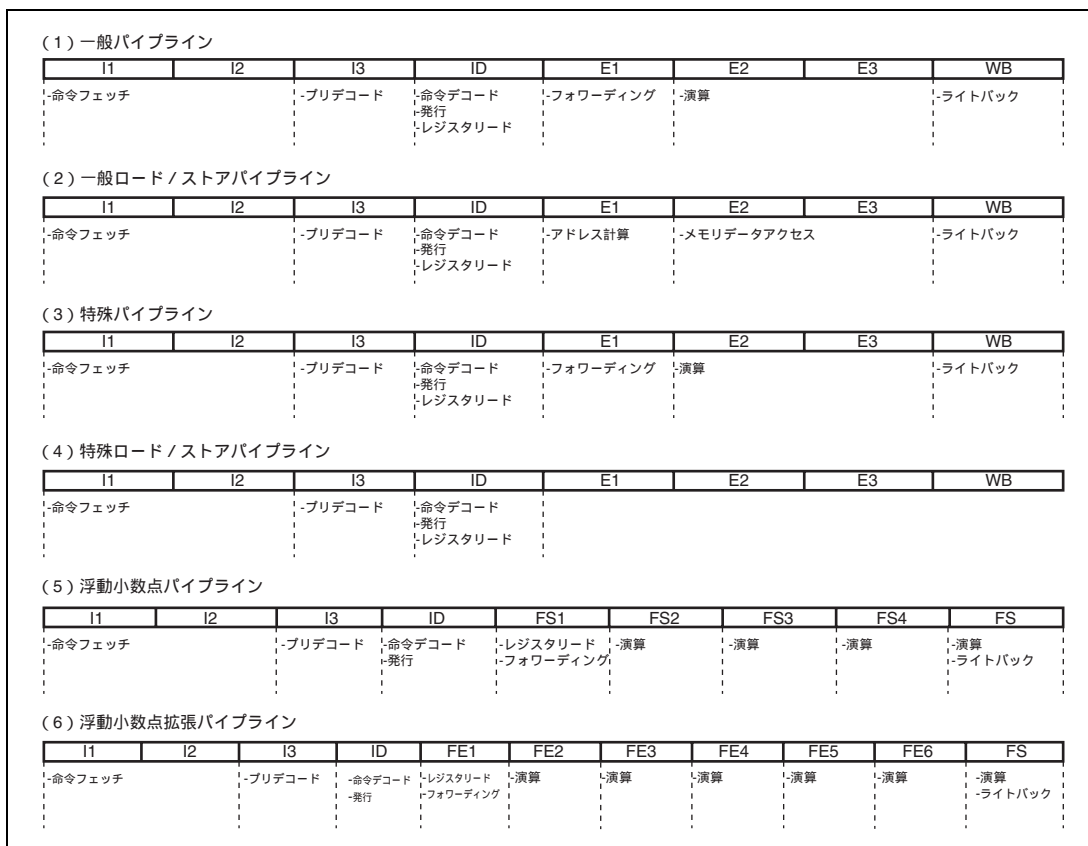 (1)一般パイプライン
I1 I2 I3 ID E1 E2 E3 WB
-命令フェッチ -プリデコード -命令デコード -フォワーディング -演算 -ライトバック
-発行
-レジスタリード
(2)一般ロード/ストアパイプライン
I1 I2 I3 ID E1 E2 E3 WB
-命令フェッチ -プリデコード -命令デコード -アドレス計算 -メモリデータアクセス -ライトバック
-発行
-レジスタリード
(3)特殊パイプライン
I1 I2 I3 ID E1 E2 E3 WB
-命令フェッチ -プリデコード -命令デコード -フォワーディング -演算 -ライトバック
-発行
-レジスタリード
(4)特殊ロード/ストアパイプライン
I1 I2 I3 ID E1 E2 E3 WB
-命令フェッチ -プリデコード -命令デコード
-発行
-レジスタリード
(5)浮動小数点パイプライン
I1 I2 I3 ID FS1 FS2 FS3 FS4 FS
-命令フェッチ -プリデコード -命令デコード -レジスタリード -演算 -演算 -演算 -演算
-発行 -フォワーディング -ライトバック
(6)浮動小数点拡張パイプライン
I1 I2 I3 ID FE1 FE2 FE3 FE4 FE5 FE6 FS
-命令フェッチ -プリデコード -命令デコード -レジスタリード -演算 -演算 -演算 -演算 -演算 -演算
-発行 -フォワーディング -ライトバック